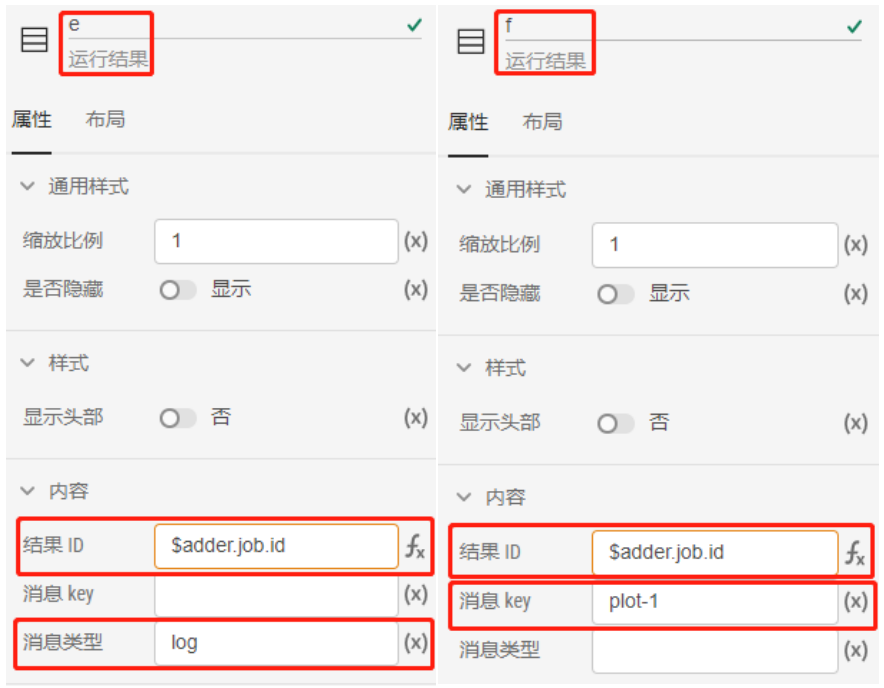 e
运行结果
属性 布局
通用样式
缩放比例 1 (x)
是否隐藏 显示 (x)
样式
显示头部 否 (x)
内容
结果 ID $adder.job.id fx
消息 key (x)
消息类型 log (x)
f
运行结果
属性 布局
通用样式
缩放比例 1 (x)
是否隐藏 显示 (x)
样式
显示头部 否 (x)
内容
结果 ID $adder.job.id fx
消息 key plot-1 (x)
消息类型 (x)